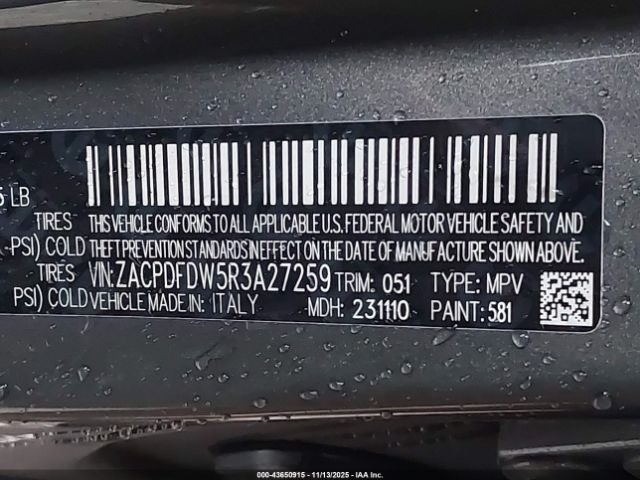 5 LB
TIRES
-PSI) COLD
TIRES
PSI) COLD
THIS VEHICLE CONFORMS TO ALL APPLICABLE U.S. FEDERAL MOTOR VEHICLE SAFETY AND
THEFT PREVENTION STANDARDS IN EFFECT ON THE DATE OF MANUFACTURE SHOWN ABOVE.
VIN:ZACPDFDW5R3A27259 TRIM: 051 TYPE: MPV
VEHICLE MADE IN: ITALY MDH: 231110 PAINT: 581
000-43650915 - 11/13/2025 - IAA Inc.